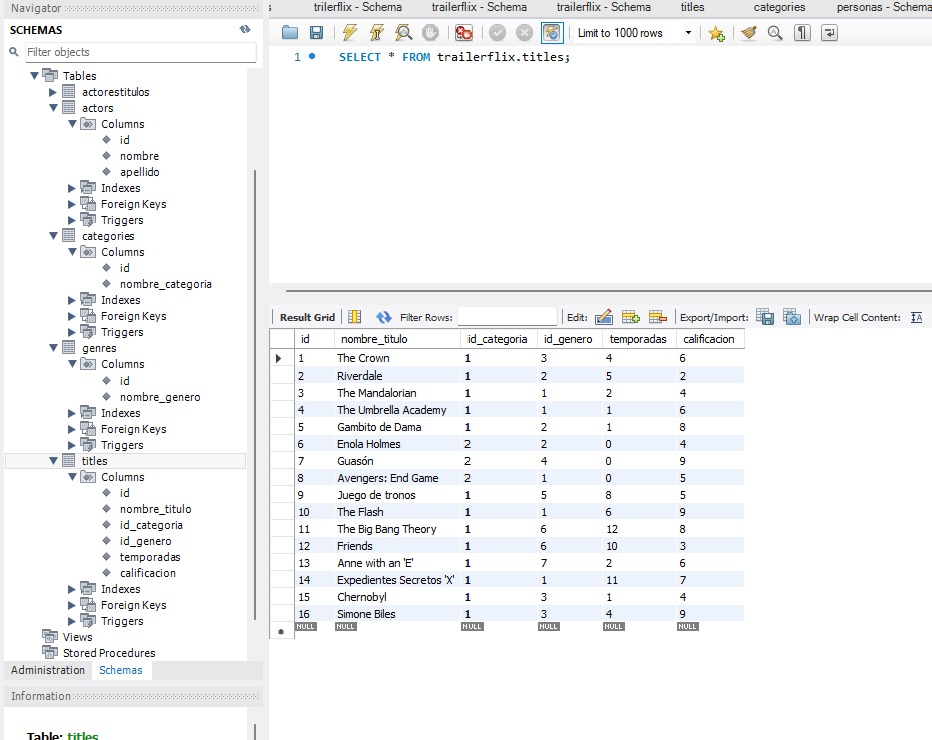 Navigator
SCHEMAS
Filter objects
Tables
actorestitulos
actors
Columns
id
nombre
apellido
Indexes
Foreign Keys
Triggers
categories
Columns
id
nombre_categoria
Indexes
Foreign Keys
Triggers
genres
Columns
id
nombre_genero
Indexes
Foreign Keys
Triggers
titles
Columns
id
nombre_titulo
id_categoria
id_genero
temporadas
calificacion
Indexes
Foreign Keys
Triggers
Views
Stored Procedures
Administration Schemas
Information
Table: titles
s trilerflix - Schema trailerflix - Schema trailerflix - Schema titles categories personas - Schema
Limit to 1000 rows
1 SELECT * FROM trailerflix.titles;
Result Grid Filter Rows: Edit: Export/Import: Wrap Cell Content:
id nombre_titulo id_categoria id_genero temporadas calificacion
1 The Crown 1 3 4 6
2 Riverdale 1 2 5 2
3 The Mandalorian 1 1 2 4
4 The Umbrella Academy 1 1 1 6
5 Gambito de Dama 1 2 1 8
6 Enola Holmes 2 2 0 4
7 Guasón 2 4 0 9
8 Avengers: End Game 2 1 0 5
9 Juego de tronos 1 5 8 5
10 The Flash 1 1 6 9
11 The Big Bang Theory 1 6 12 8
12 Friends 1 6 10 3
13 Anne with an 'E' 1 7 2 6
14 Expedientes Secretos 'X' 1 1 11 7
15 Chernobyl 1 3 1 4
16 Simone Biles 1 3 4 9
NULL NULL NULL NULL NULL NULL